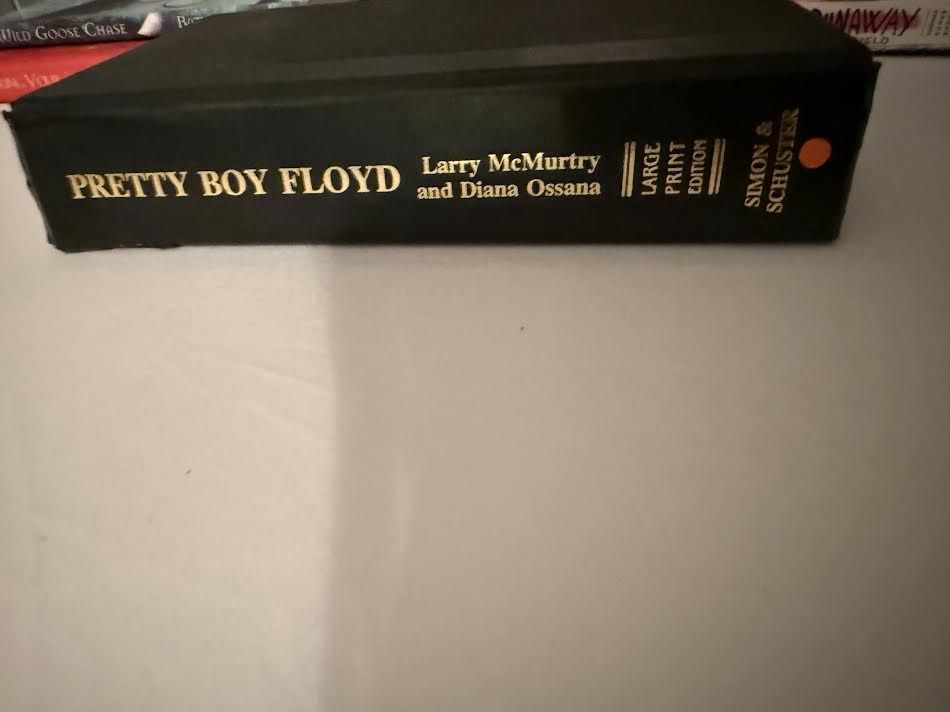 WILD GOOSE CHASE
PRETTY BOY FLOYD
Larry McMurtry
and Diana Ossana
LARGE
PRINT
EDITION
SIMON &
SCHUSTER